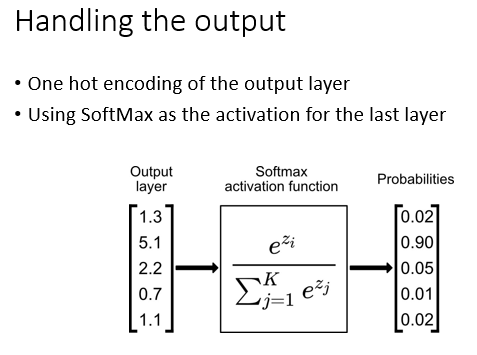 Handling the output
• One hot encoding of the output layer
• Using SoftMax as the activation for the last layer
Output
layer
1.3
5.1
2.2
0.7
1.1
Softmax
activation function
e^{z_i}
∑_{j=1}^{K} e^{z_j}
Probabilities
0.02
0.90
0.05
0.01
0.02